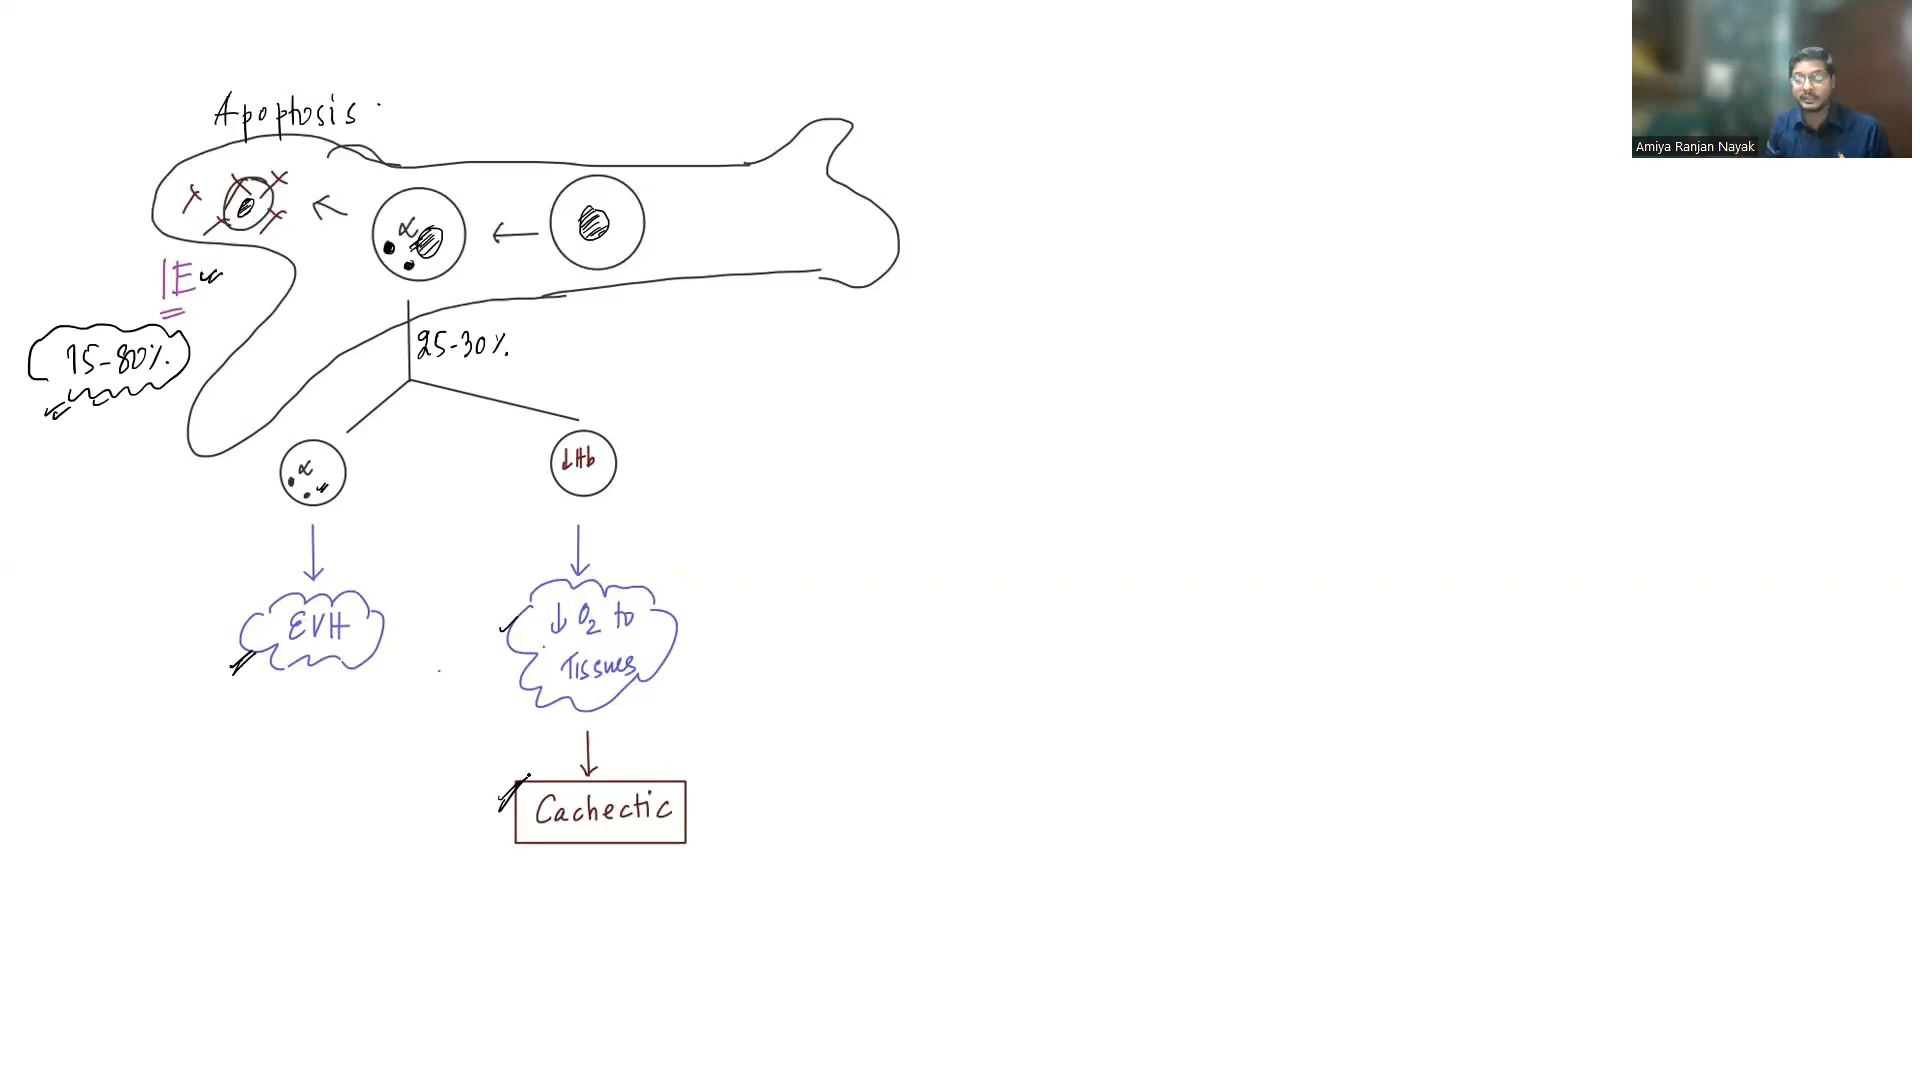 Amiya Ranjan Nayak
Apoptosis
α
IE
75-80%.
25-30%.
α
↓Hb
EVH
↓ O2 to
Tissues
Cachectic